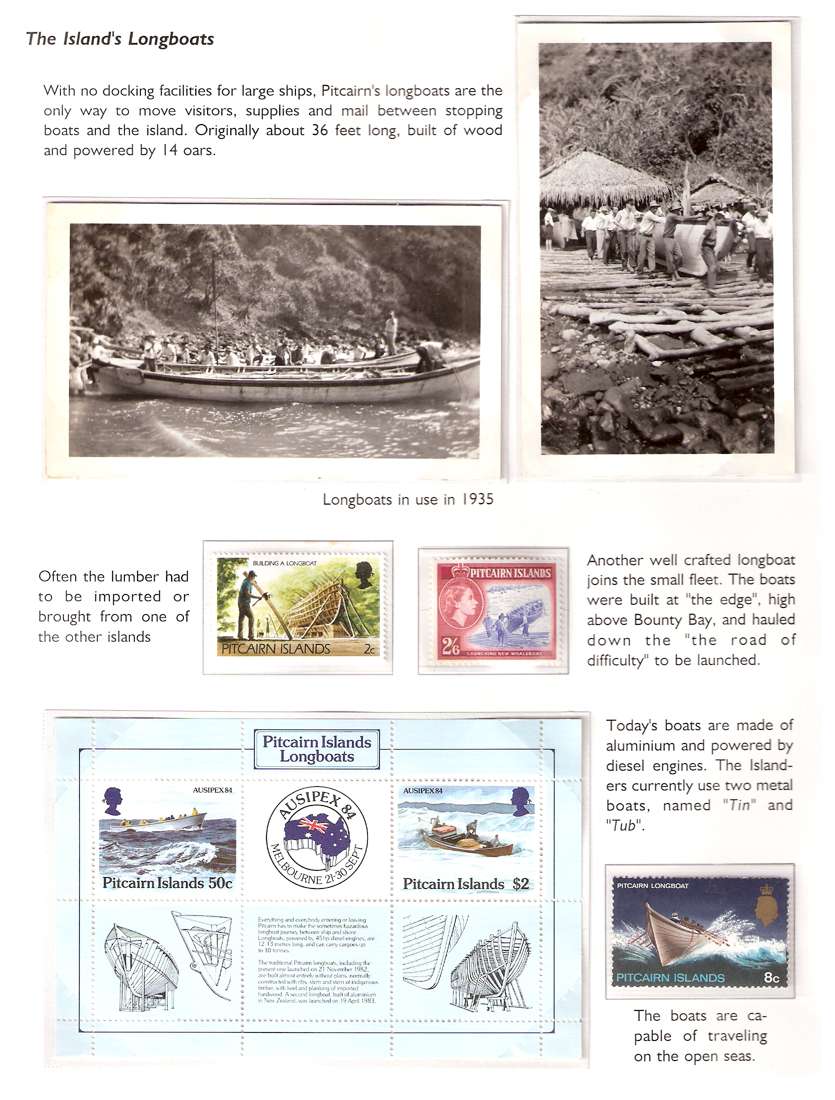 The Island's Longboats
With no docking facilities for large ships, Pitcairn's longboats are the
only way to move visitors, supplies and mail between stopping
boats and the island. Originally about 36 feet long, built of wood
and powered by 14 oars.
Longboats in use in 1935
Often the lumber had
to be imported or
brought from one of
the other islands
BUILDING A LONGBOAT
PITCAIRN ISLANDS 2c
PITCAIRN ISLANDS
2/6
LAUNCHING NEW WHALEBOAT
Another well crafted longboat
joins the small fleet. The boats
were built at "the edge", high
above Bounty Bay, and hauled
down the "the road of
difficulty" to be launched.
Pitcairn Islands
Longboats
AUSIPEX 84
Pitcairn Islands 50c
AUSIPEX 84
MELBOURNE 21-30 SEPT
AUSIPEX 84
Pitcairn Islands $2
Everything and everybody entering or leaving
Pitcairn has to make the sometimes hazardous
longboat journey between ship and shore.
Longboats, powered by 45hp diesel engines, are
12-13 metres long, and can carry cargoes up
to 10 tonnes.
The traditional Pitcairn longboats, including the
present one launched on 21 November 1982,
are built almost entirely without plans, normally
constructed with ribs, stem and stern of indigenous
timber, with keel and planking of imported
hardwood. A second longboat, built of aluminium
in New Zealand, was launched on 19 April 1983.
Today's boats are made of
aluminium and powered by
diesel engines. The Island-
ers currently use two metal
boats, named "Tin" and
"Tub".
PITCAIRN LONGBOAT
PITCAIRN ISLANDS 8c
The boats are ca-
pable of traveling
on the open seas.